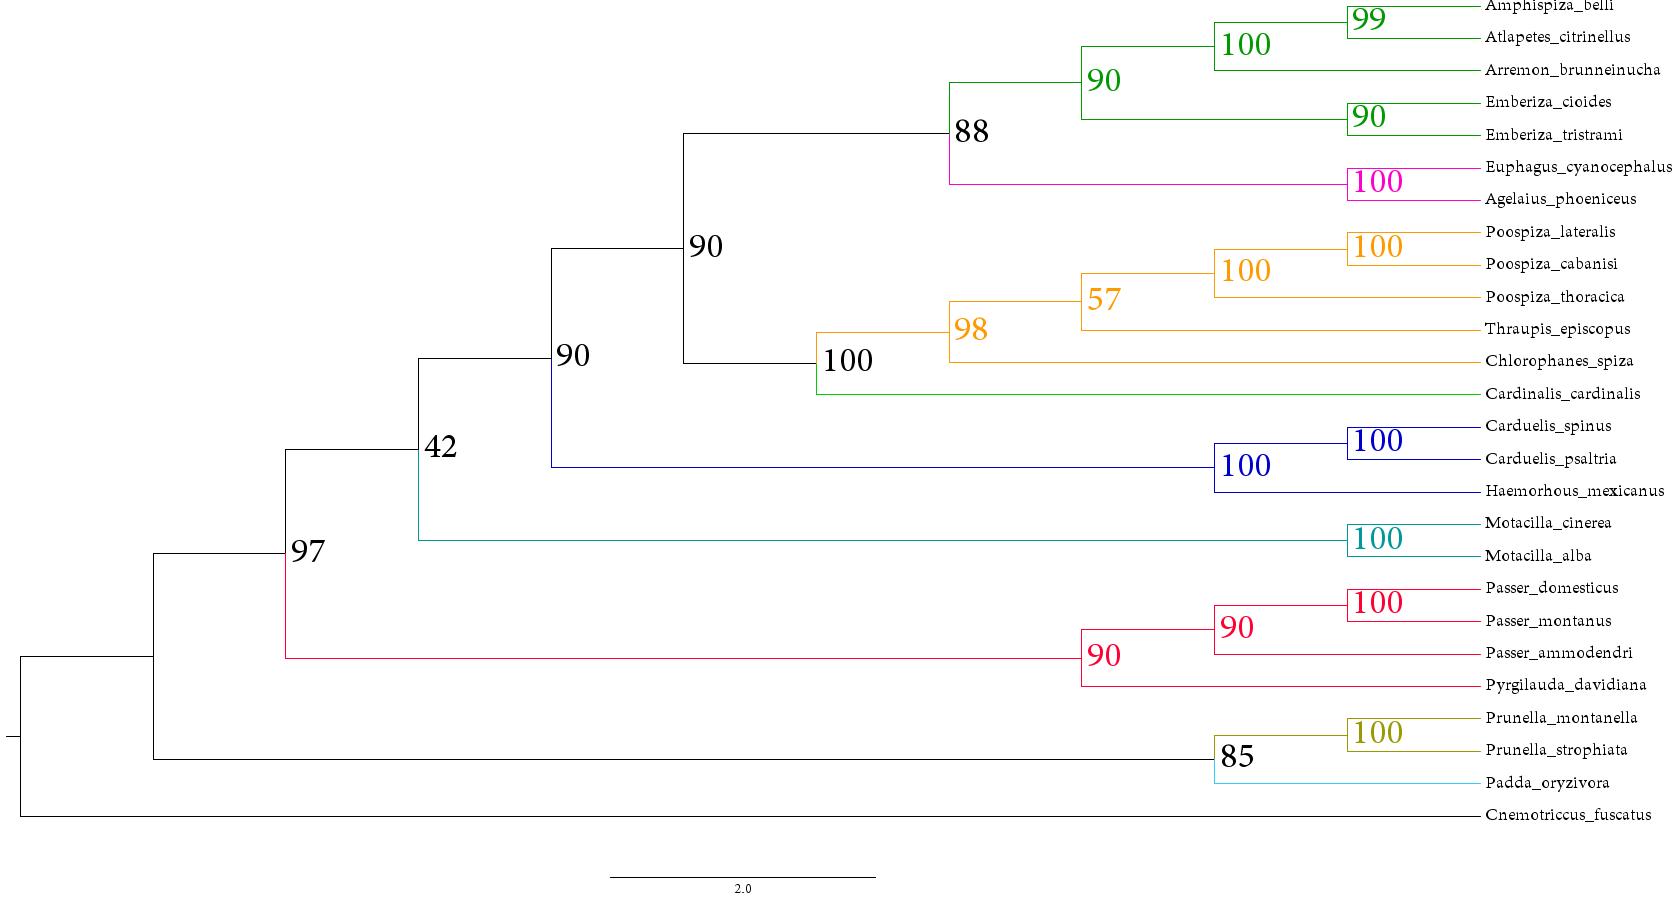 Amphispiza_belli
99
Atlapetes_citrinellus
100
Arremon_brunneinucha
90
Emberiza_cioides
90
Emberiza_tristrami
88
Euphagus_cyanocephalus
100
Agelaius_phoeniceus
Poospiza_lateralis
100
90
Poospiza_cabanisi
100
Poospiza_thoracica
57
Thraupis_episcopus
98
Chlorophanes_spiza
100
90
Cardinalis_cardinalis
Carduelis_spinus
100
42
Carduelis_psaltria
100
Haemorhous_mexicanus
Motacilla_cinerea
100
97
Motacilla_alba
Passer_domesticus
100
Passer_montanus
90
Passer_ammodendri
90
Pyrgilauda_davidiana
Prunella_montanella
100
Prunella_strophiata
85
Padda_oryzivora
Cnemotriccus_fuscatus
2.0